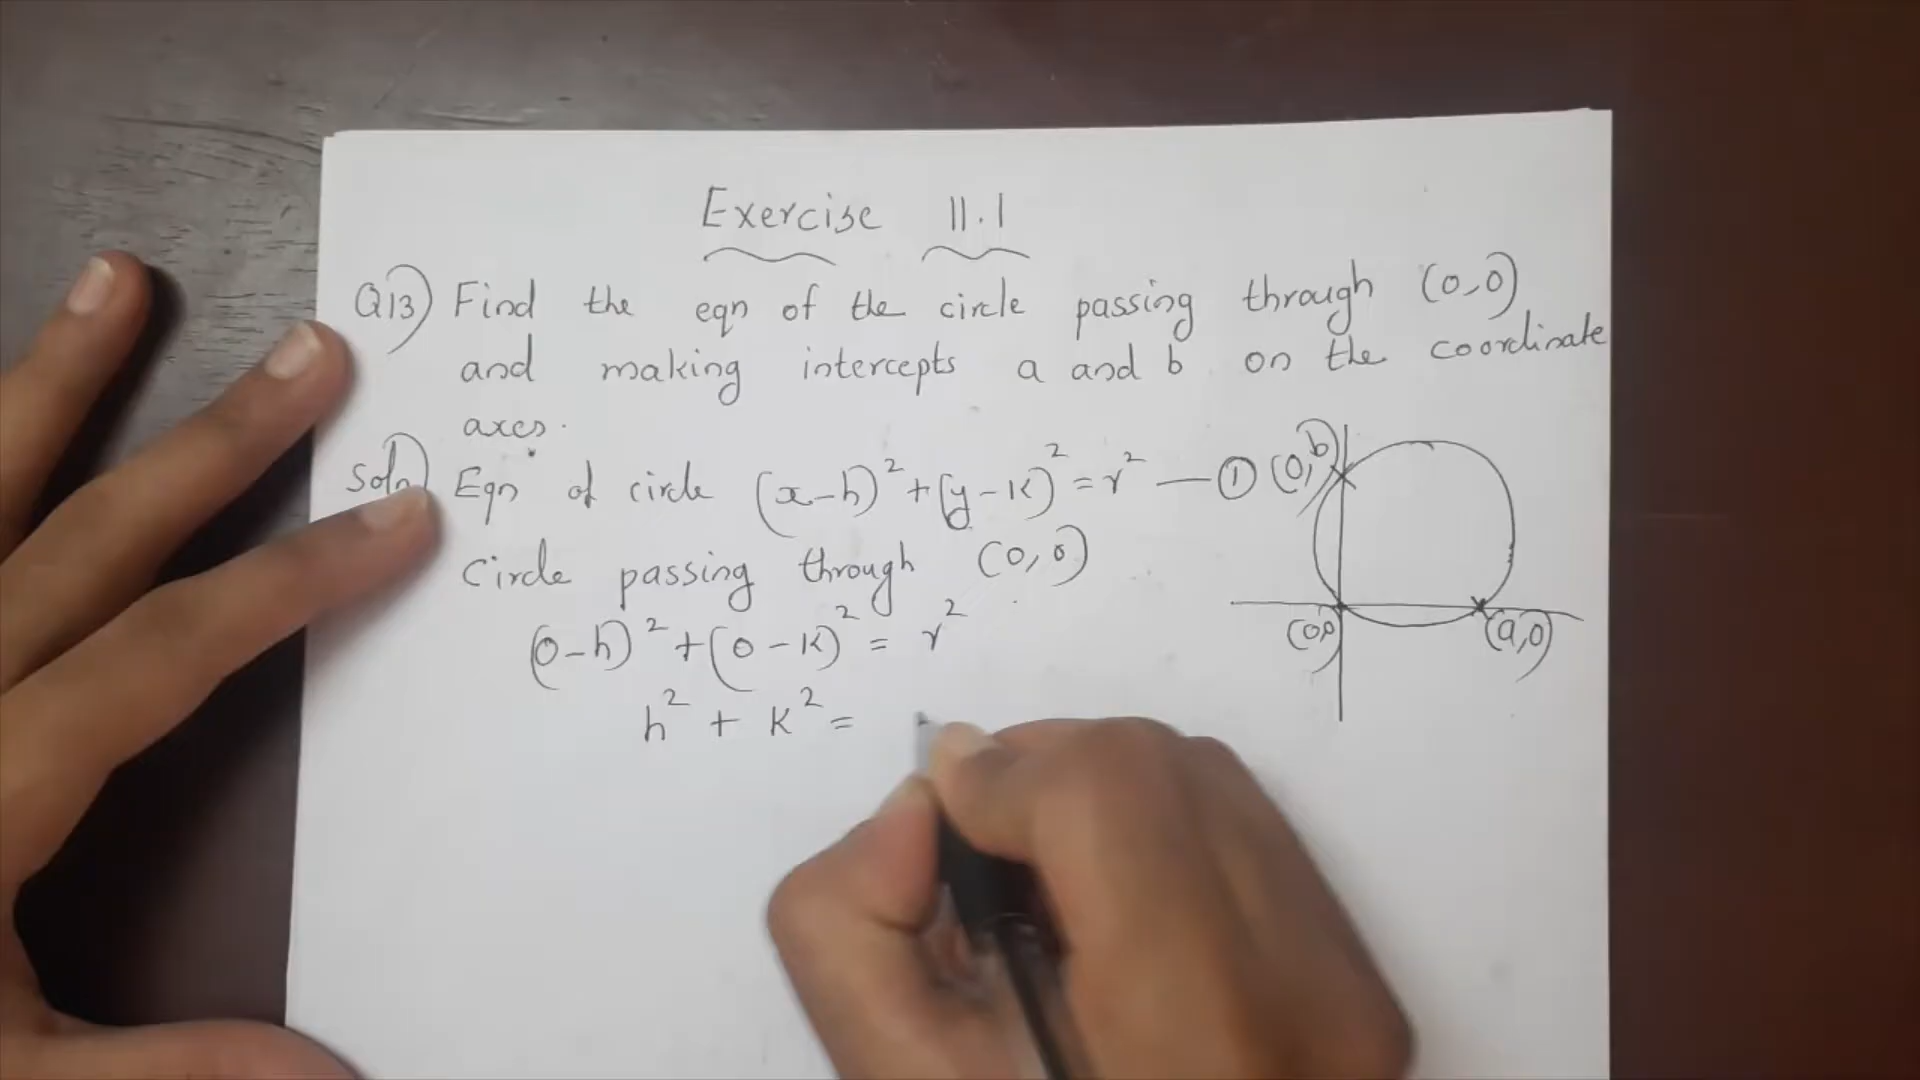 Exercise 11.1
Q13) Find the eqn of the circle passing through (0,0)
and making intercepts a and b on the coordinate
axes.
Soln) Eqn of circle (x-h)² + (y-k)² = r² — ①
Circle passing through (0,0)
(0-h)² + (0-k)² = r²
h² + k² =
(0,b)
(0,0)
(a,0)